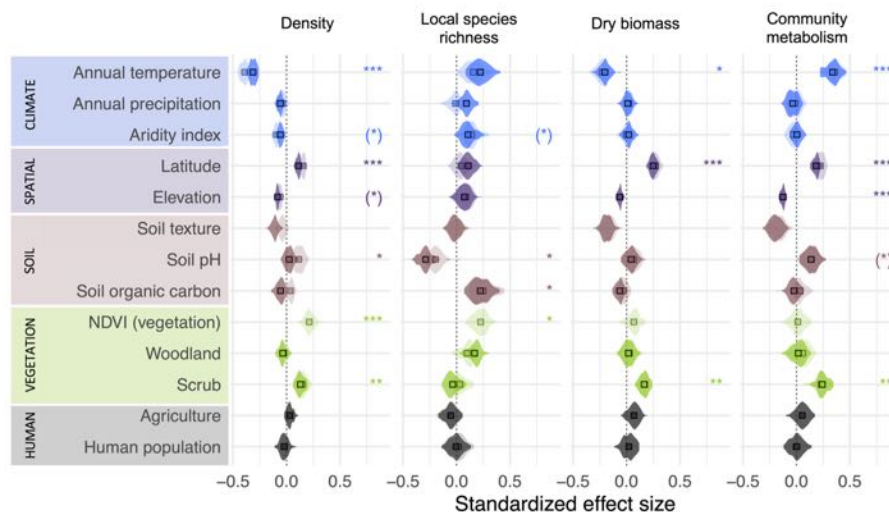 Density
Local species
richness
Dry biomass
Community
metabolism
CLIMATE
Annual temperature *** * ***
Annual precipitation
Aridity index (*) (*)
SPATIAL
Latitude *** *** ***
Elevation (*) ***
SOIL
Soil texture
Soil pH * * (*)
Soil organic carbon *
VEGETATION
NDVI (vegetation) *** *
Woodland
Scrub ** ** **
HUMAN
Agriculture
Human population
−0.5 0.0 0.5 −0.5 0.0 0.5 −0.5 0.0 0.5 −0.5 0.0 0.5
Standardized effect size